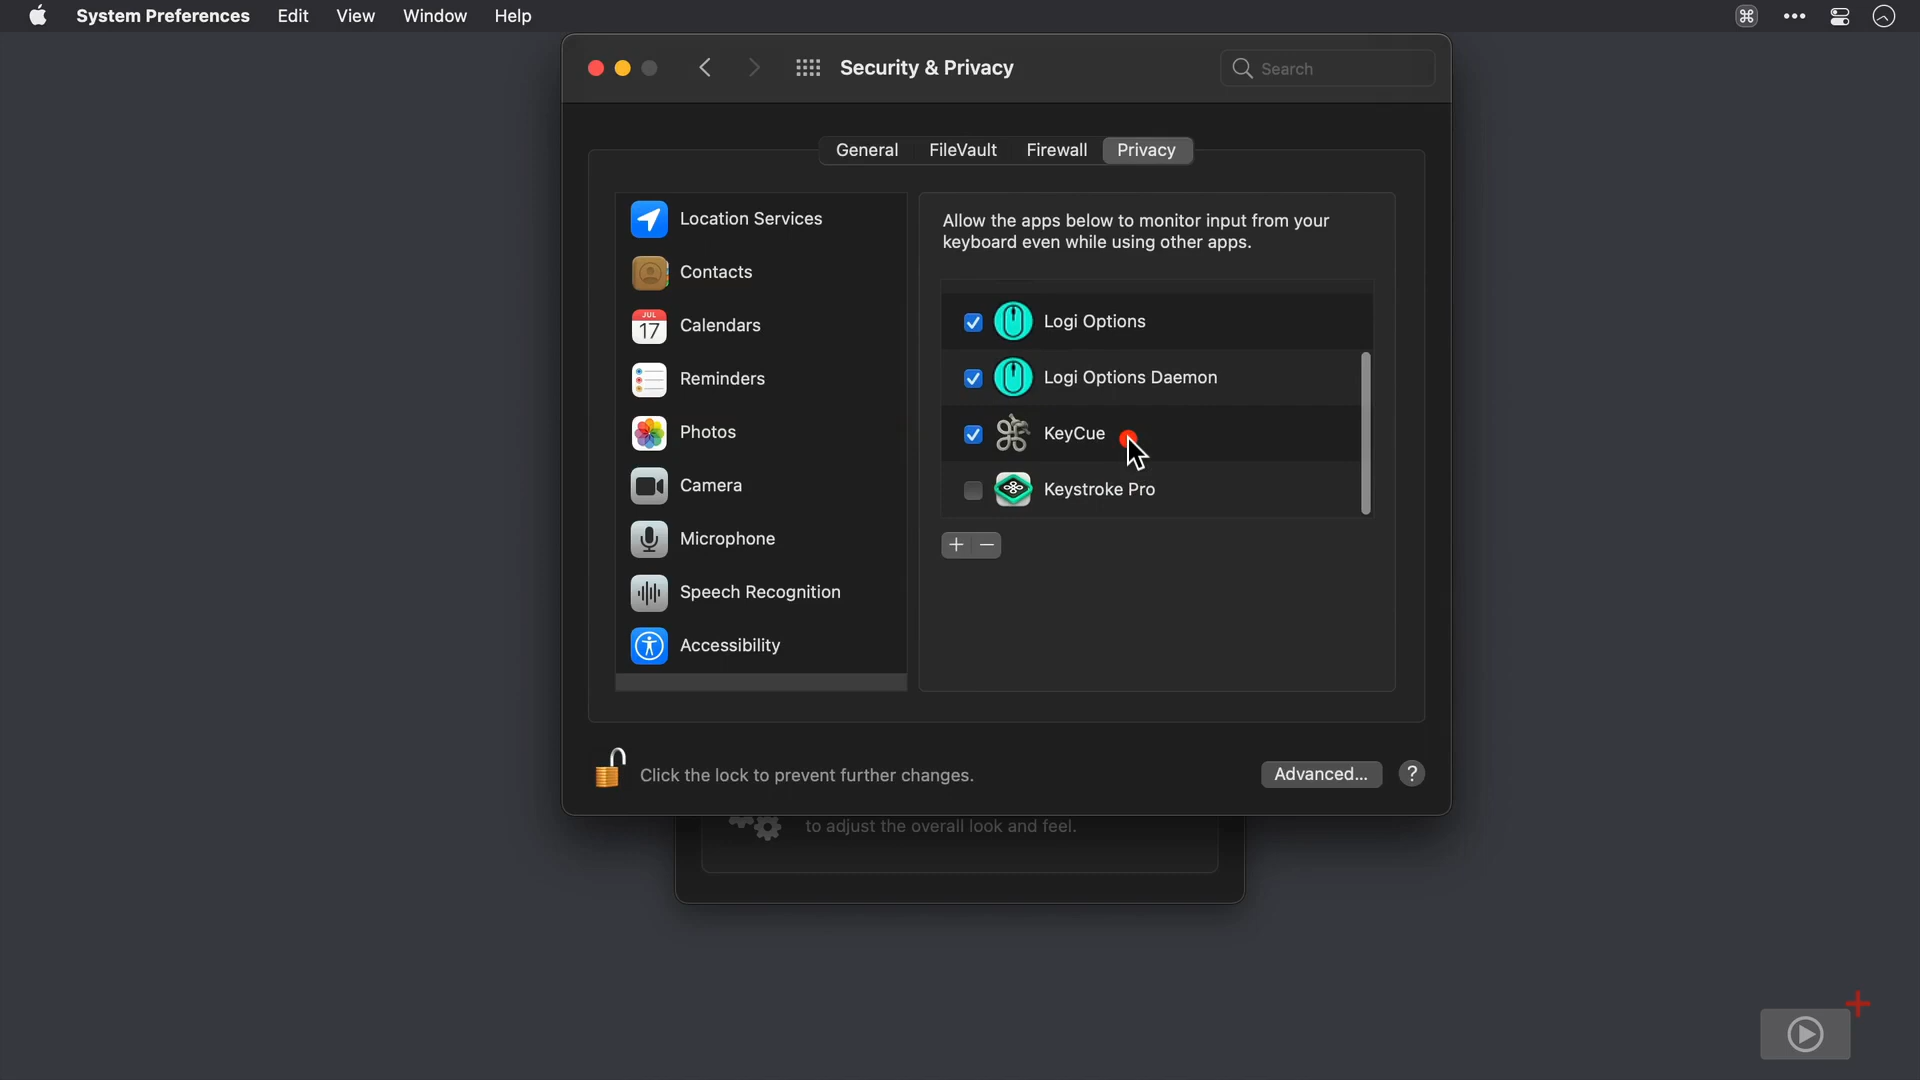 System Preferences Edit View Window Help
Security & Privacy
Search
General FileVault Firewall Privacy
Location Services
Contacts
JUL
17
Calendars
Reminders
Photos
Camera
Microphone
Speech Recognition
Accessibility
Allow the apps below to monitor input from your
keyboard even while using other apps.
Logi Options
Logi Options Daemon
KeyCue
Keystroke Pro
+ −
Click the lock to prevent further changes.
Advanced... ?
to adjust the overall look and feel.